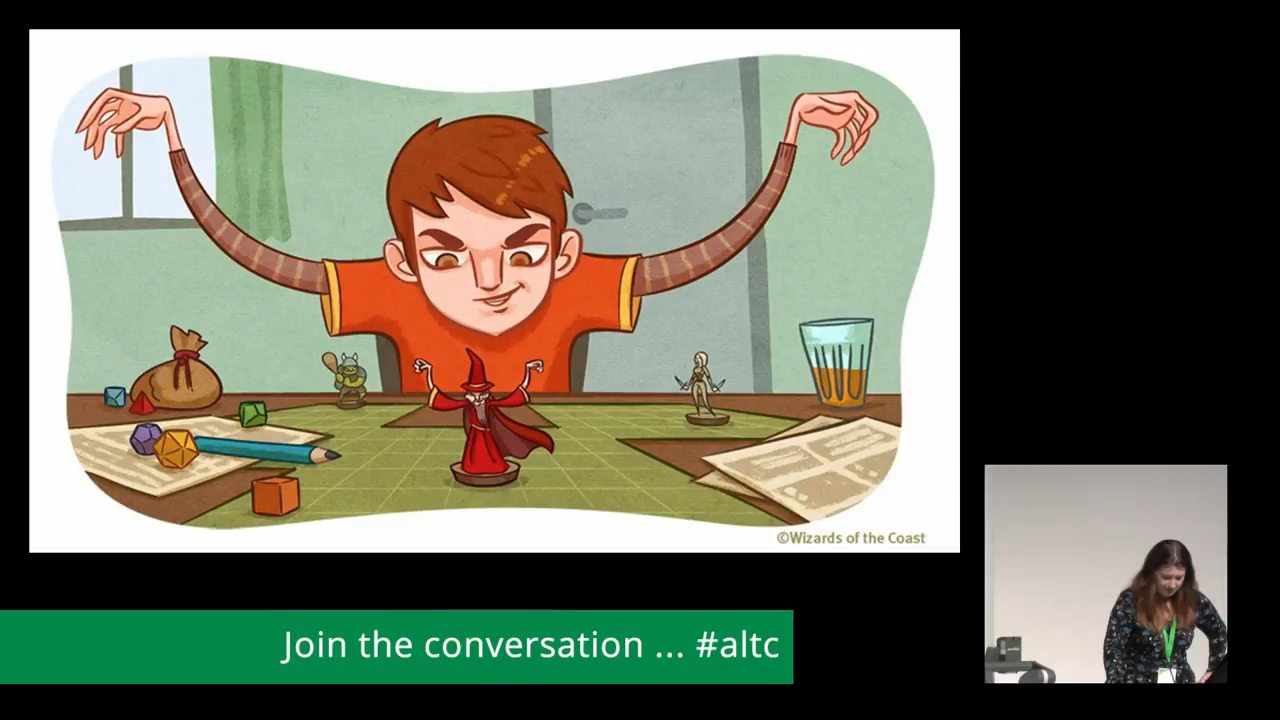 ©Wizards of the Coast
Join the conversation ... #altc